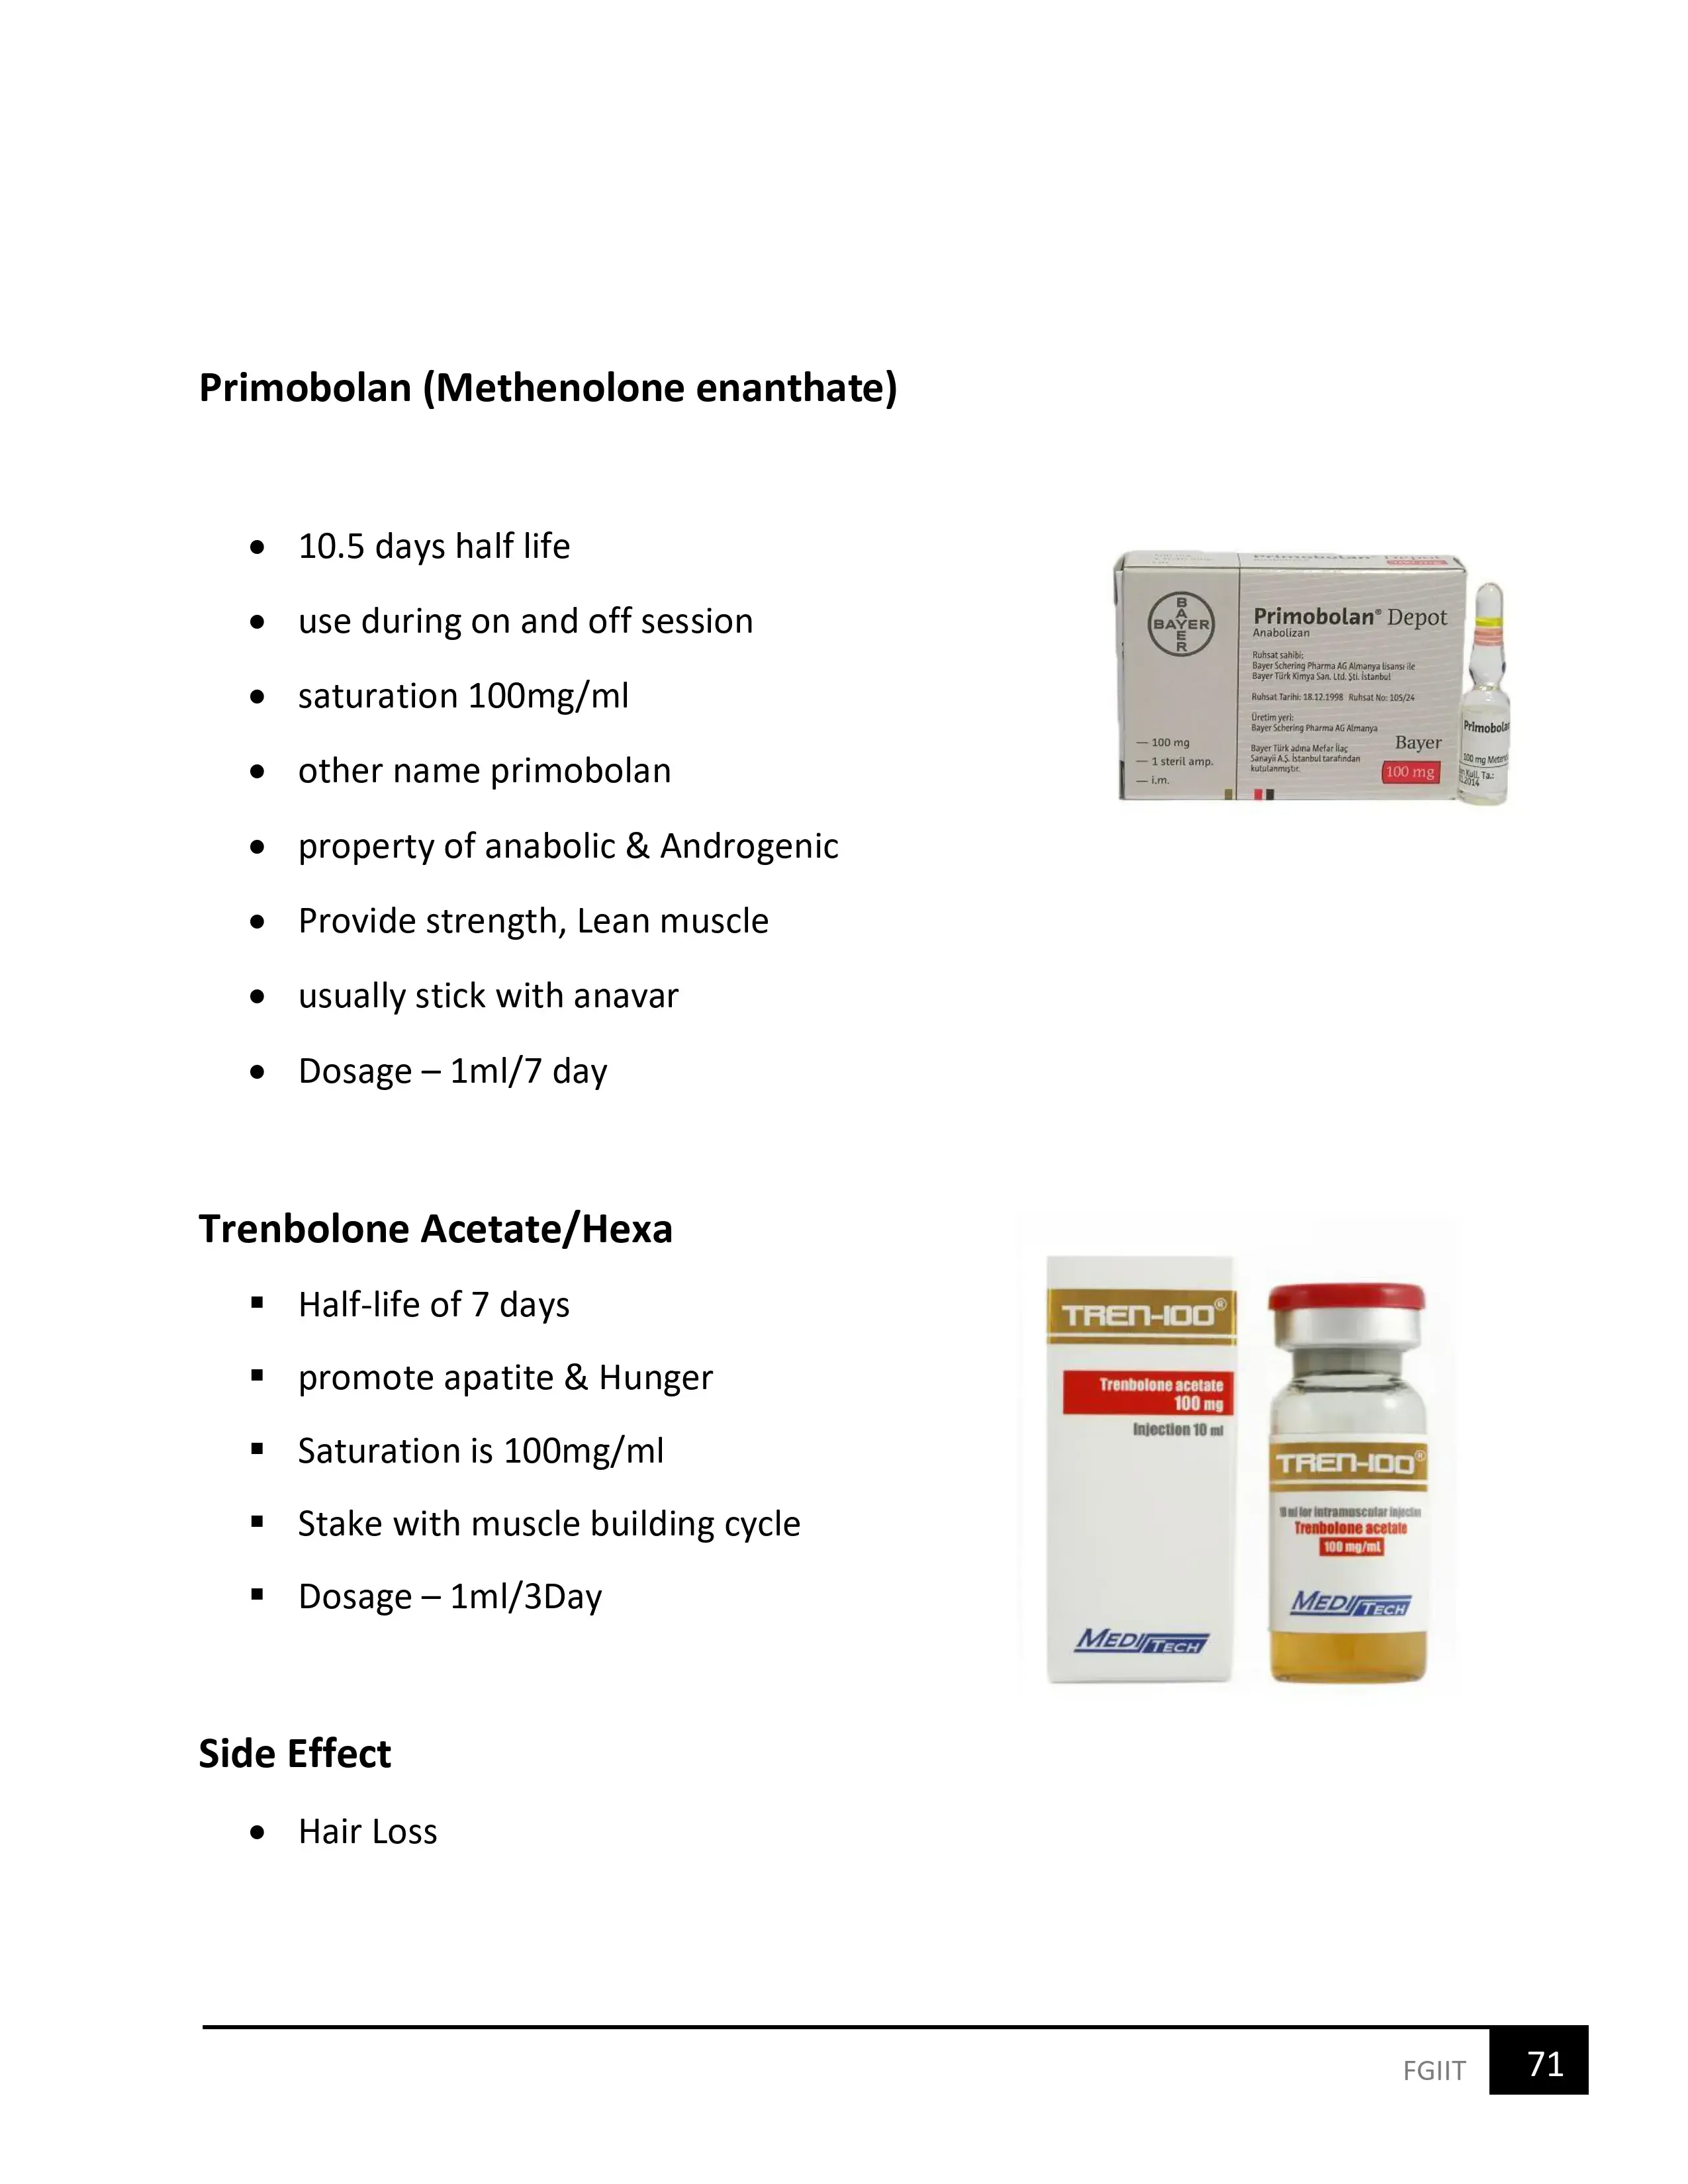 Primobolan (Methenolone enanthate)
• 10.5 days half life
• use during on and off session
• saturation 100mg/ml
• other name primobolan
• property of anabolic & Androgenic
• Provide strength, Lean muscle
• usually stick with anavar
• Dosage – 1ml/7 day
BAYER
BAYER
Primobolan® Depot
Anabolizan
Ruhsat sahibi:
Bayer Schering Pharma AG Almanya lisansı ile
Bayer Türk Kimya San. Ltd. Şti. İstanbul
Ruhsat Tarihi: 18.12.1998 Ruhsat No: 105/24
Üretim yeri:
Bayer Schering Pharma AG Almanya
Bayer Türk adına Mefar İlaç
Sanayii A.Ş. İstanbul tarafından
kutulanmıştır.
— 100 mg
— 1 steril amp.
— i.m.
Bayer
100 mg
Primobolan
100 mg
Kull. Ta.:
2014
Trenbolone Acetate/Hexa
▪ Half-life of 7 days
▪ promote apatite & Hunger
▪ Saturation is 100mg/ml
▪ Stake with muscle building cycle
▪ Dosage – 1ml/3Day
TREN-100®
Trenbolone acetate
100 mg
Injection 10 ml
MEDITECH
TREN-100®
10 ml for intramuscular injection
Trenbolone acetate
100 mg/ml
MEDITECH
Side Effect
• Hair Loss
FGIIT 71